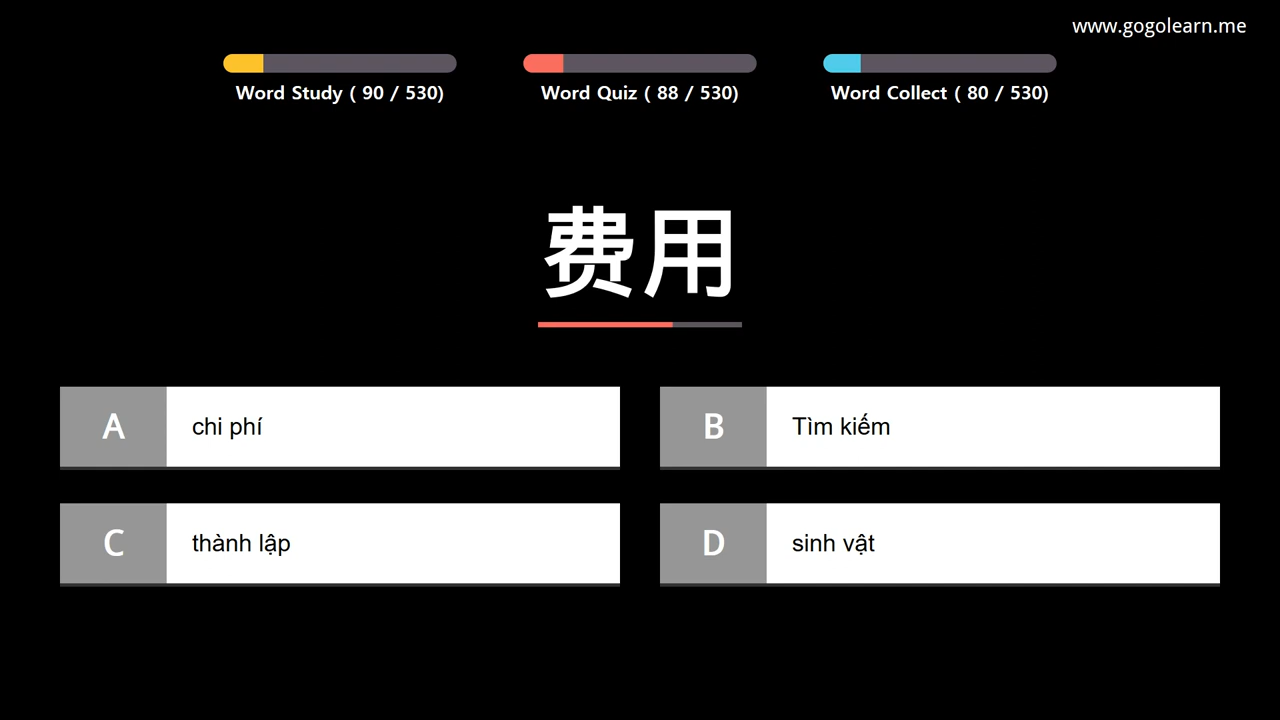 www.gogolearn.me
Word Study ( 90 / 530)
Word Quiz ( 88 / 530)
Word Collect ( 80 / 530)
费用
A chi phí
B Tìm kiếm
C thành lập
D sinh vật